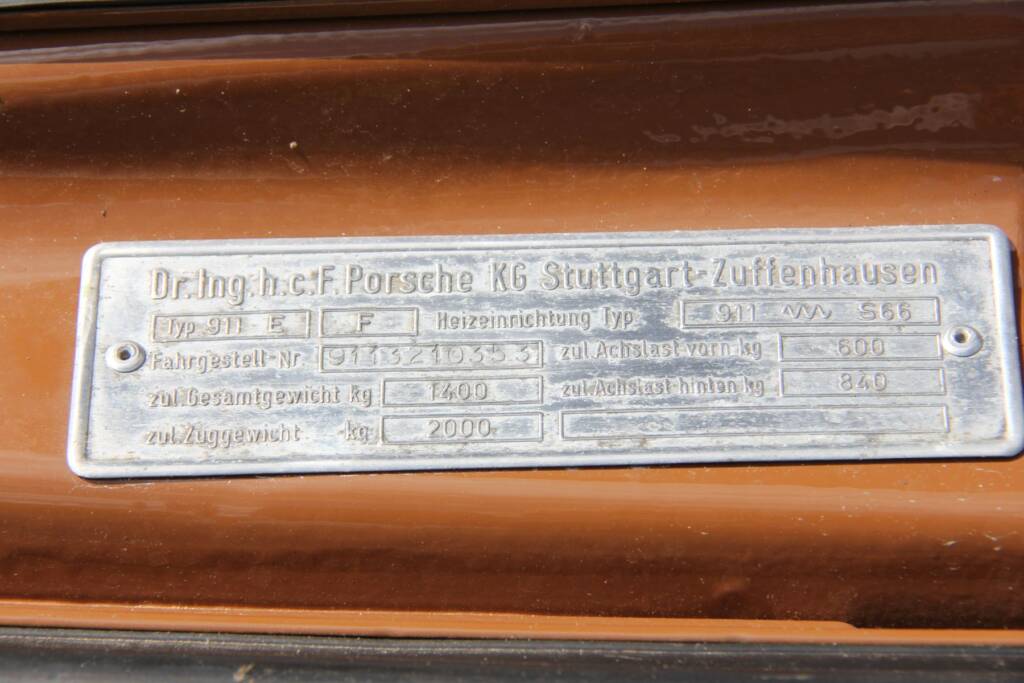 Dr.Ing.h.c.F.Porsche KG Stuttgart-Zuffenhausen
Typ 911 E F Heizeinrichtung Typ 911 S66
Fahrgestell-Nr 9113210353 zul.Achslast vorn kg 600
zul.Gesamtgewicht kg 1400 zul.Achslast hinten kg 840
zul.Zuggewicht kg 2000